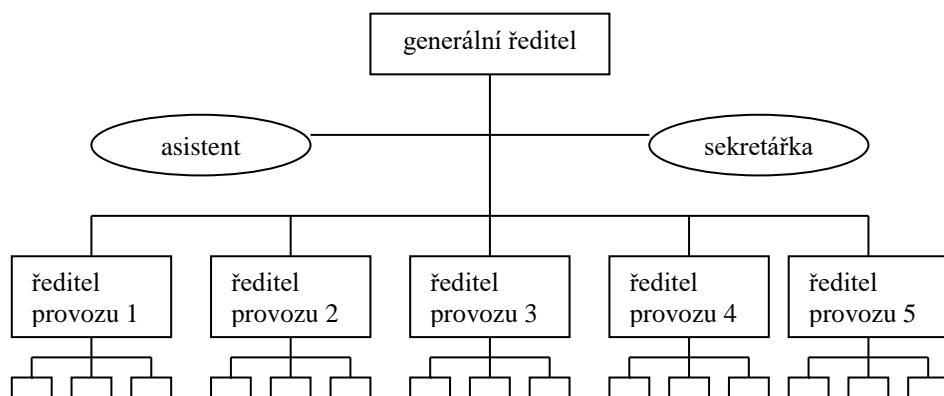 generální ředitel
asistent
sekretářka
ředitel
provozu 1
ředitel
provozu 2
ředitel
provozu 3
ředitel
provozu 4
ředitel
provozu 5